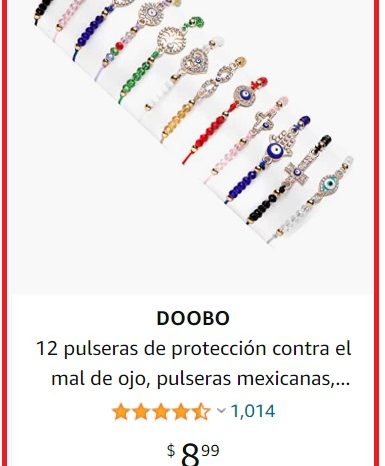 DOOBO
12 pulseras de protección contra el
mal de ojo, pulseras mexicanas,...
1,014
$8.99